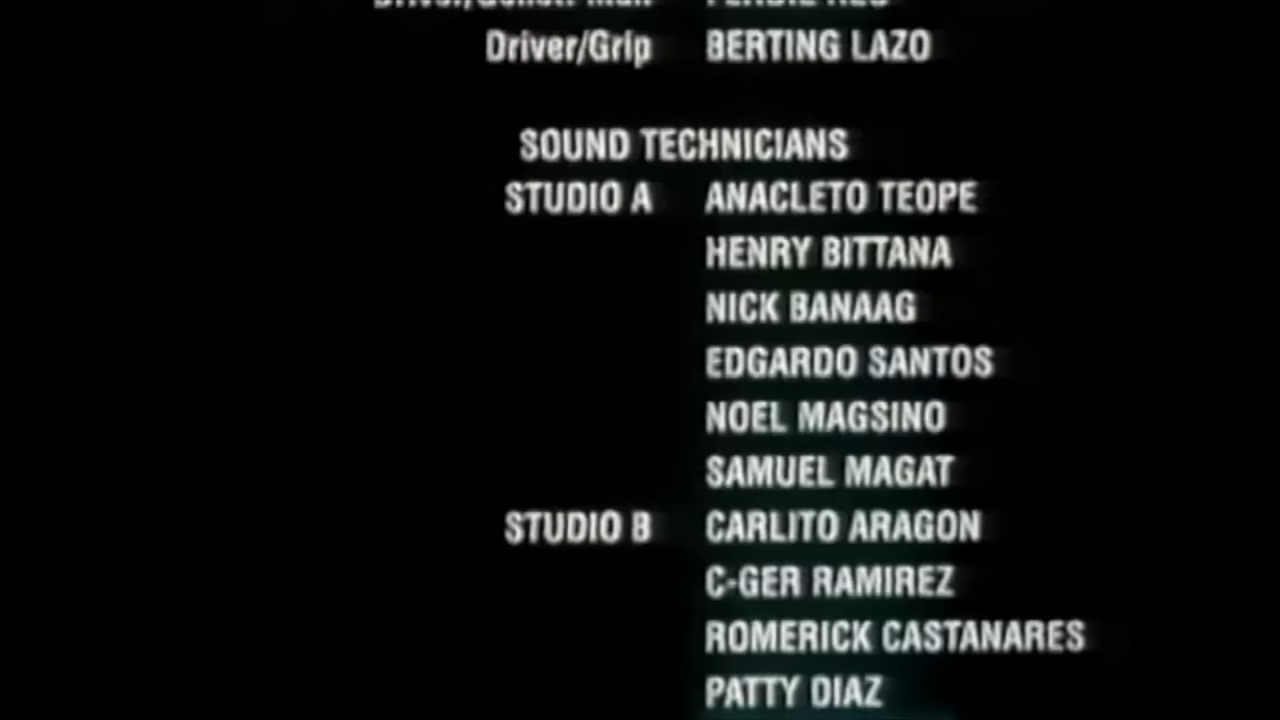 Driver/Grip BERTING LAZO
SOUND TECHNICIANS
STUDIO A ANACLETO TEOPE
HENRY BITTANA
NICK BANAAG
EDGARDO SANTOS
NOEL MAGSINO
SAMUEL MAGAT
STUDIO B CARLITO ARAGON
C-GER RAMIREZ
ROMERICK CASTANARES
PATTY DIAZ